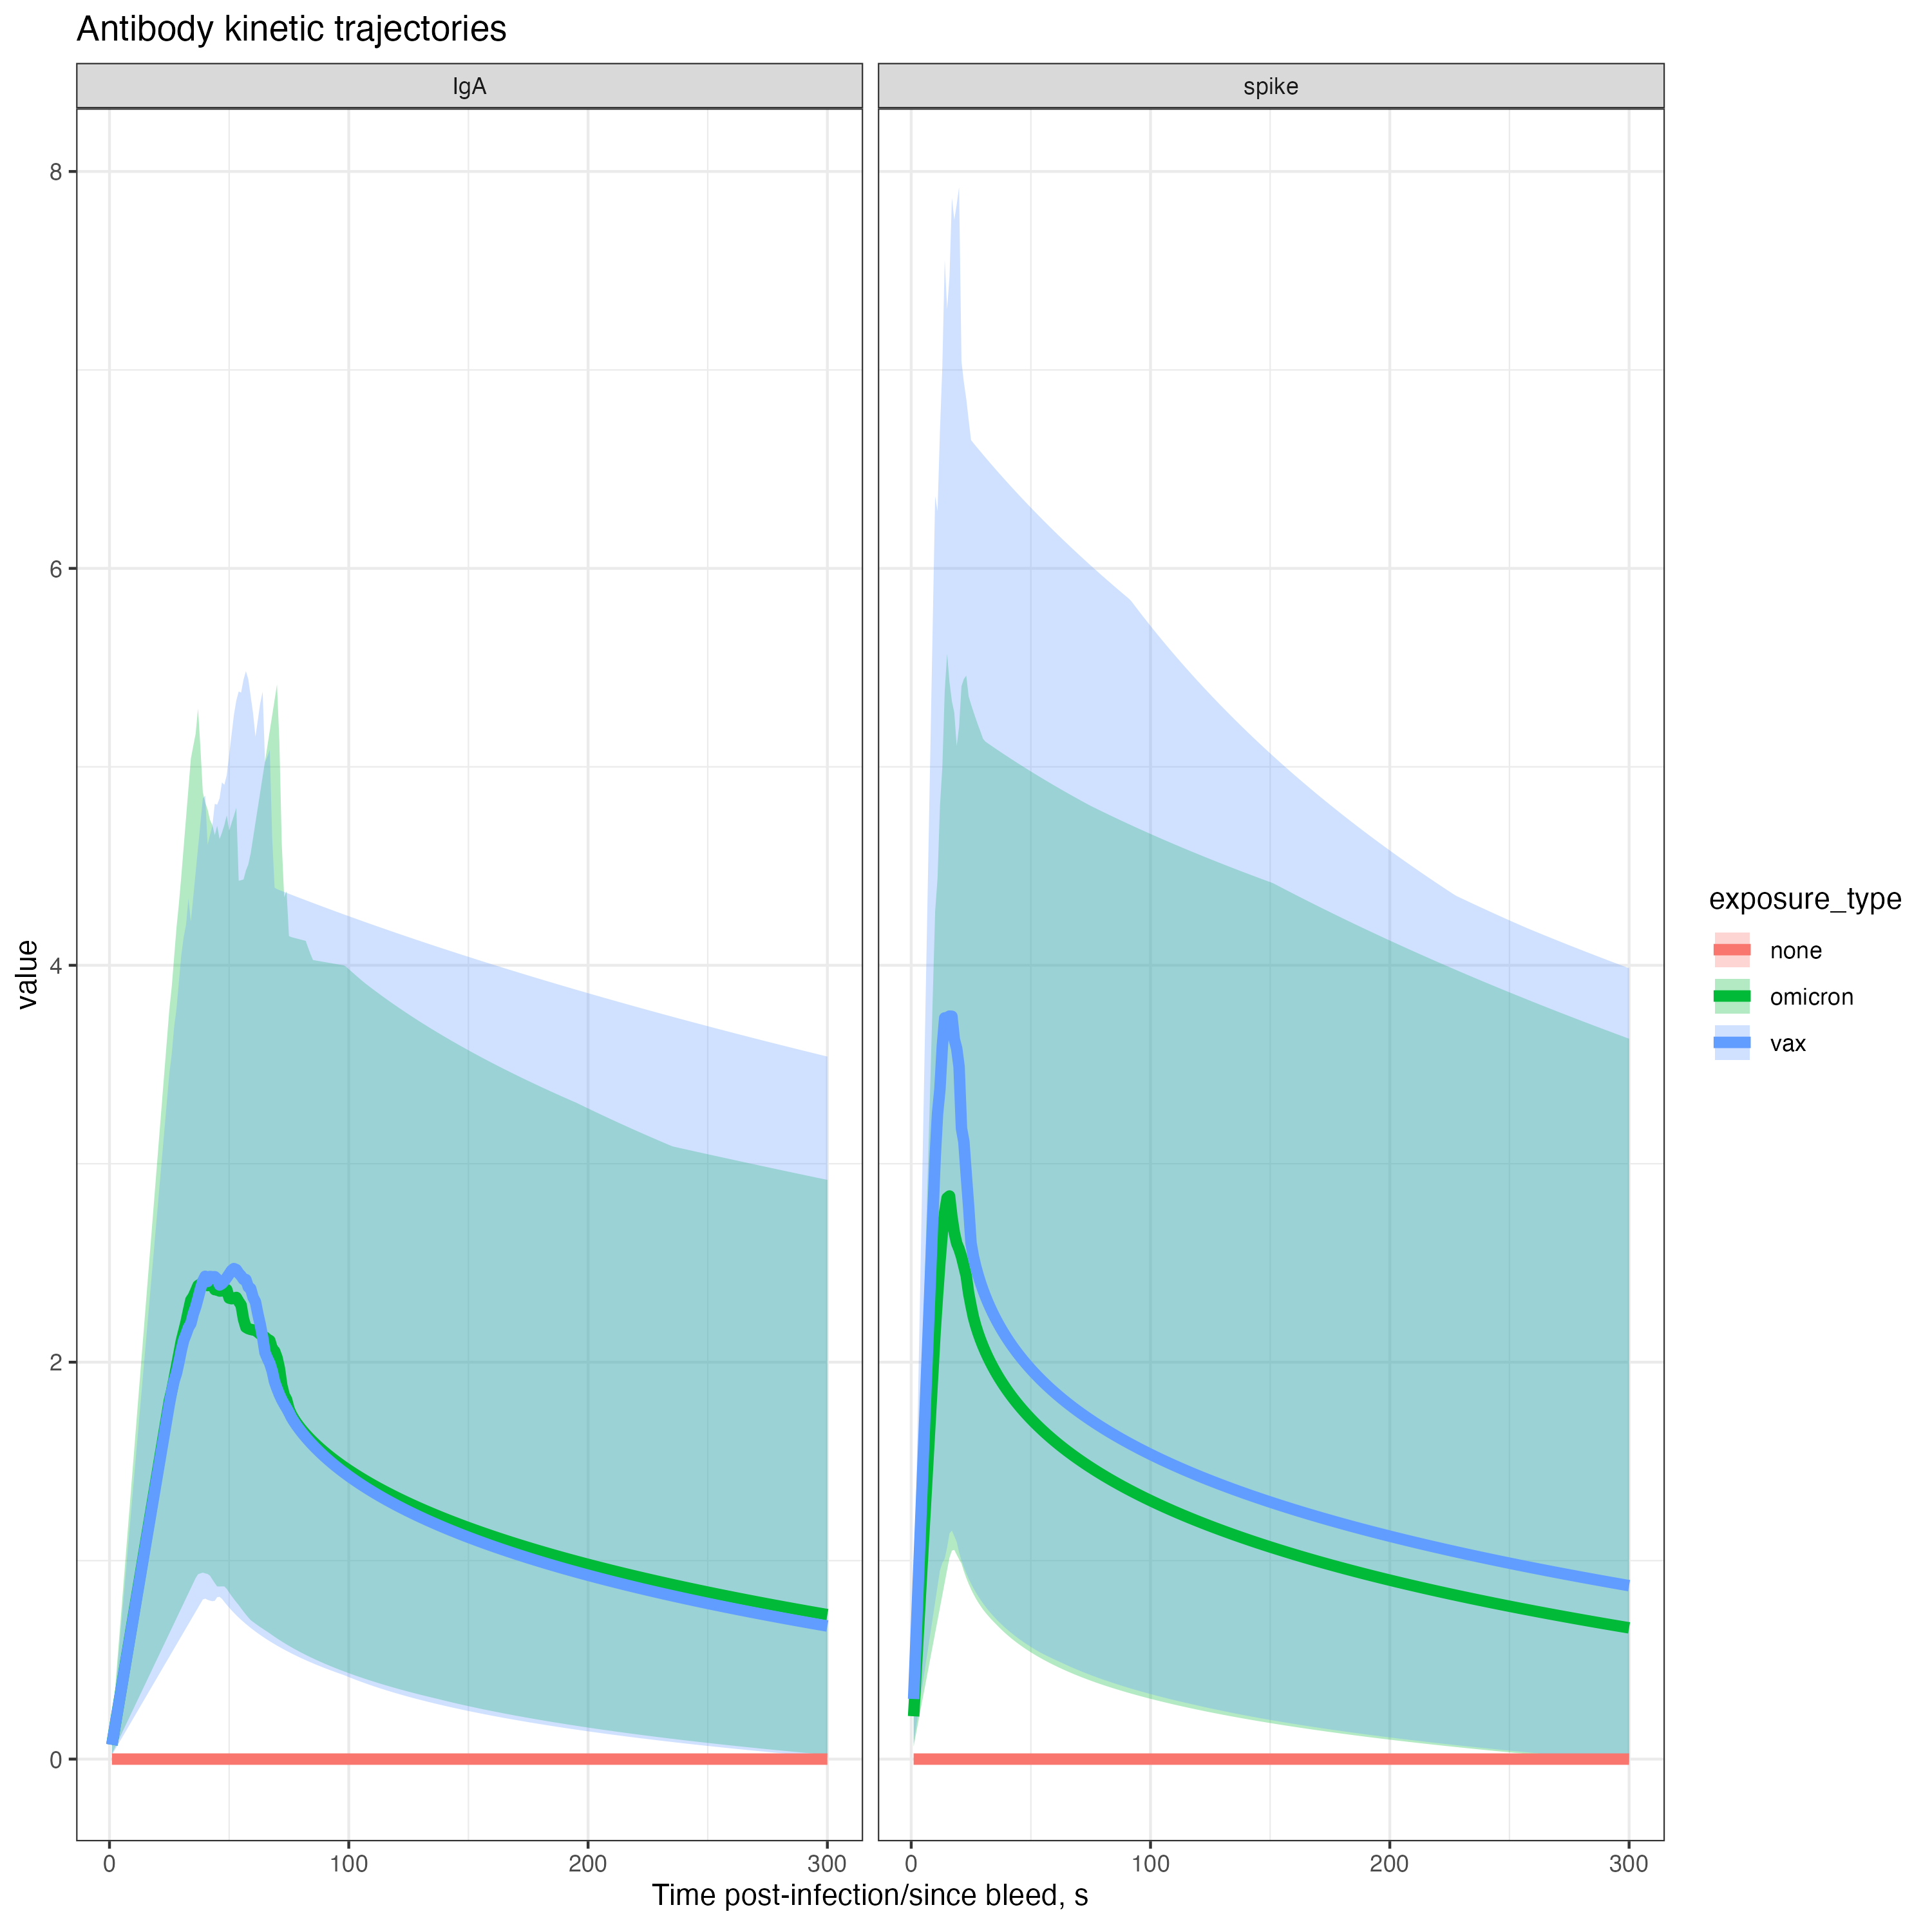 Antibody kinetic trajectories
IgA
spike
8
6
4
2
0
value
0 100 200 300
0 100 200 300
Time post-infection/since bleed, s
exposure_type
none
omicron
vax